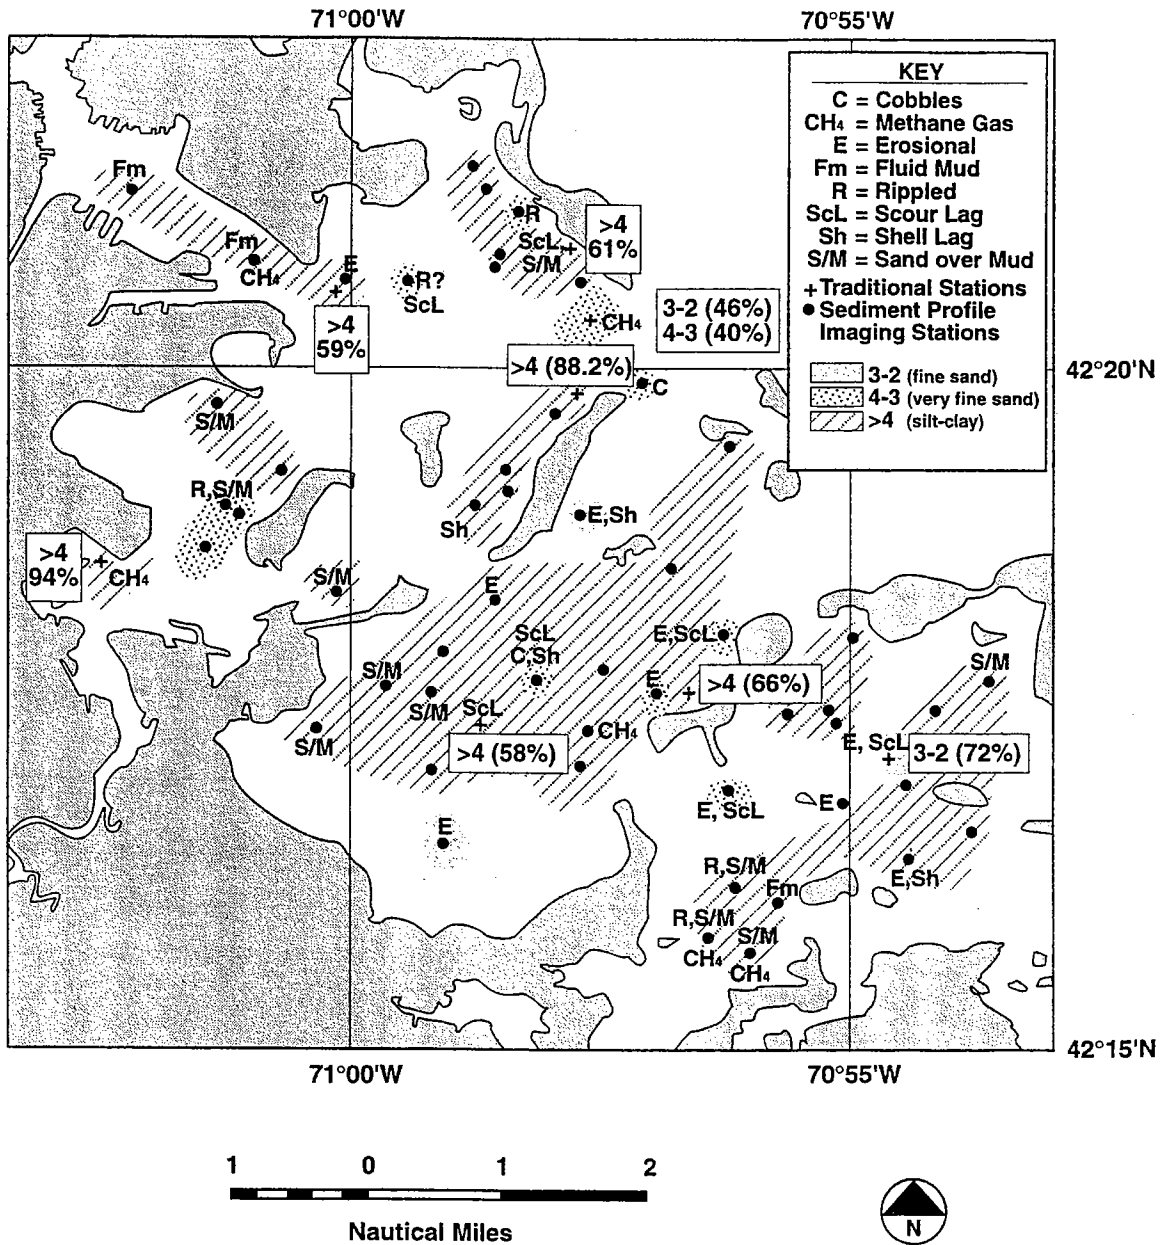 71°00'W
70°55'W
KEY
C = Cobbles
CH₄ = Methane Gas
E = Erosional
Fm = Fluid Mud
R = Rippled
ScL = Scour Lag
Sh = Shell Lag
S/M = Sand over Mud
+ Traditional Stations
● Sediment Profile
Imaging Stations
3-2 (fine sand)
4-3 (very fine sand)
>4 (silt-clay)
Fm
Fm
CH₄
E
>4
59%
R?
ScL
R
ScL,
S/M
>4
61%
CH₄
3-2 (46%)
4-3 (40%)
>4 (88.2%)
C
42°20'N
S/M
R,S/M
Sh
E,Sh
>4
94%
CH₄
S/M
E
ScL
C,Sh
E,ScL
S/M
S/M
ScL
E
>4 (66%)
S/M
S/M
>4 (58%)
CH₄
E, ScL
3-2 (72%)
E, ScL
E
E
E,Sh
R,S/M
Fm
R,S/M
S/M
CH₄
CH₄
42°15'N
71°00'W
70°55'W
1 0 1 2
Nautical Miles
N